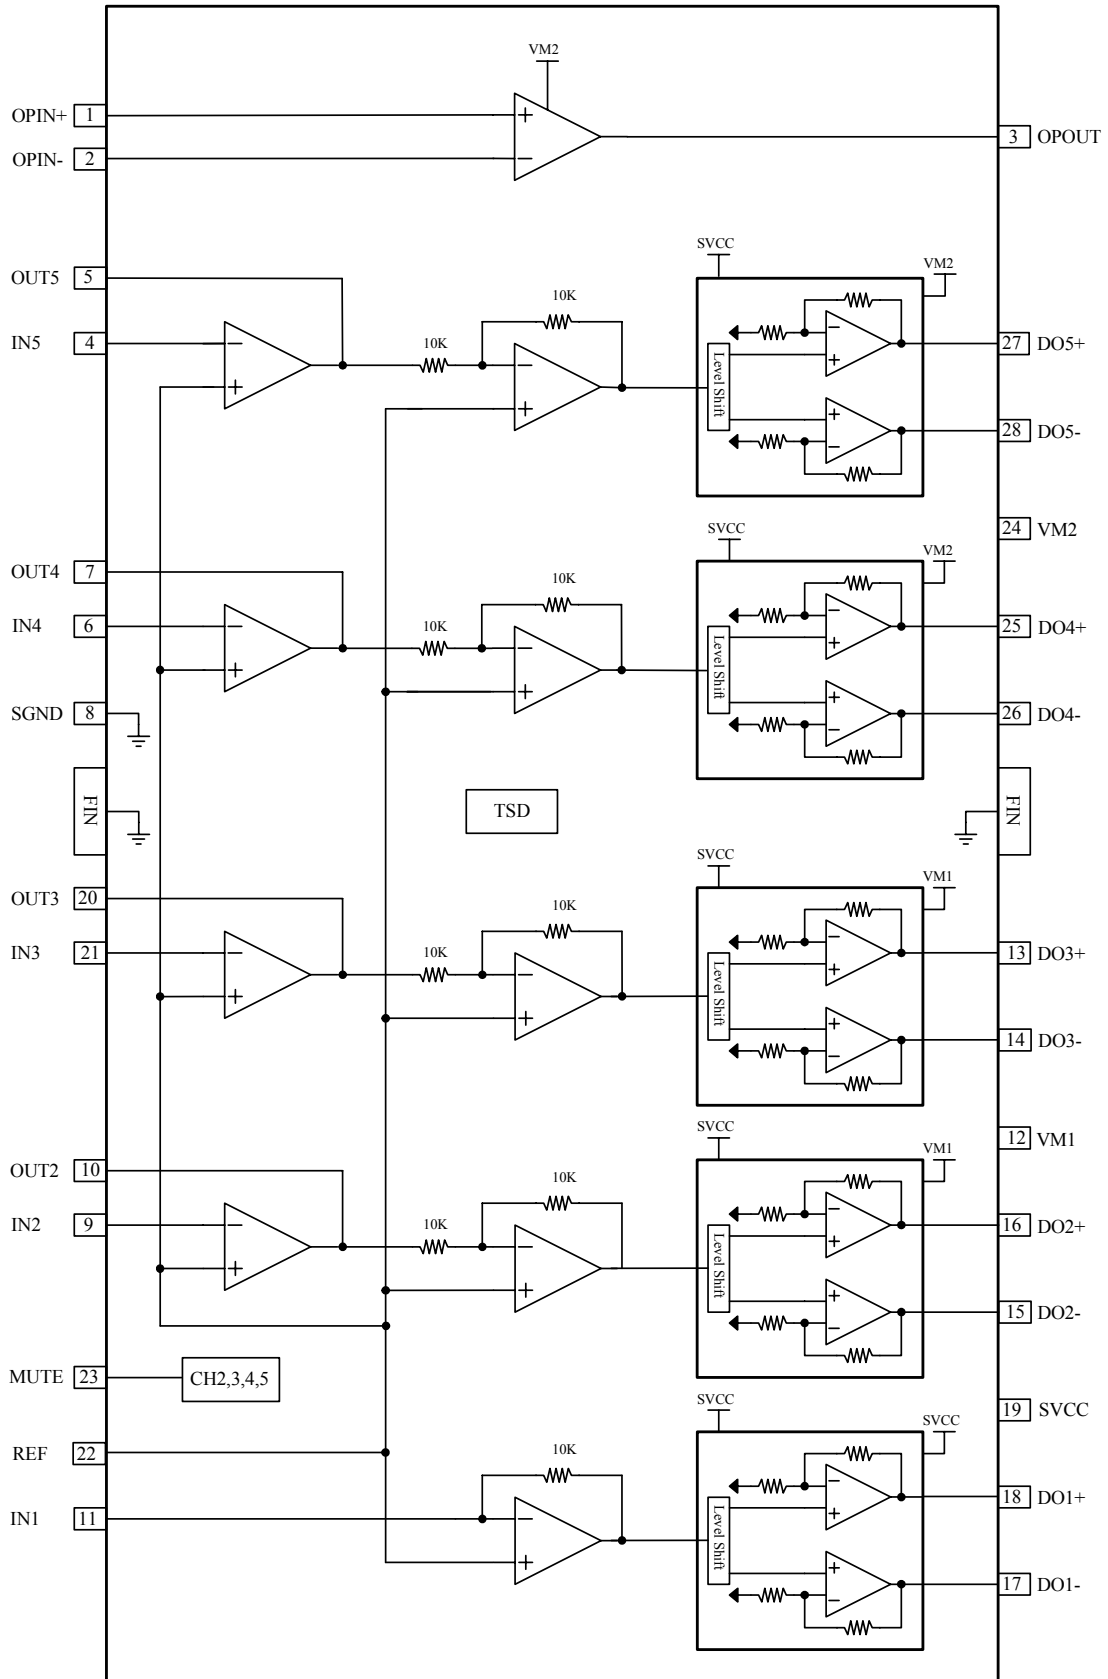 VM2
OPIN+ 1 + 3 OPOUT
OPIN- 2 −
SVCC
OUT5 5 VM2
10K
IN5 4 − 10K − 27 DO5+
+ + Level Shift
+ 28 DO5-
−
24 VM2
SVCC
OUT4 7 VM2
10K
IN4 6 − 10K − 25 DO4+
+ + Level Shift
SGND 8 + 26 DO4-
−
FIN TSD FIN
SVCC
OUT3 20 VM1
10K
IN3 21 − 10K − 13 DO3+
+ + Level Shift
+ 14 DO3-
−
12 VM1
SVCC
OUT2 10 VM1
10K
IN2 9 − 10K − 16 DO2+
+ + Level Shift
+ 15 DO2-
−
MUTE 23 CH2,3,4,5
SVCC
19 SVCC
SVCC
REF 22 10K
18 DO1+
IN1 11 − +
+ Level Shift
+ 17 DO1-
−